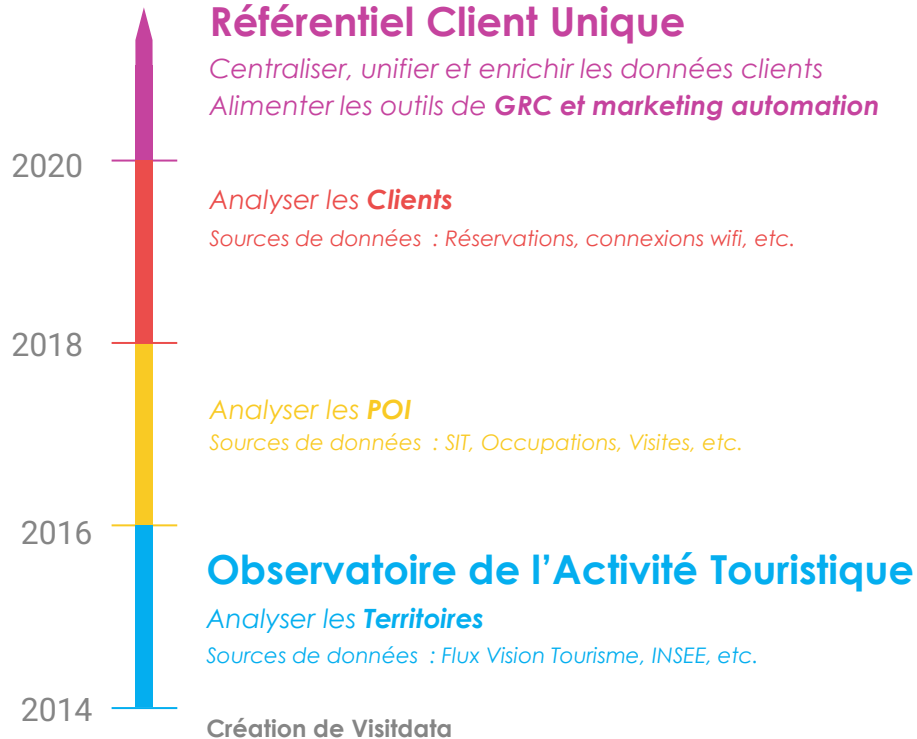 Référentiel Client Unique
Centraliser, unifier et enrichir les données clients
Alimenter les outils de GRC et marketing automation
2020
Analyser les Clients
Sources de données : Réservations, connexions wifi, etc.
2018
Analyser les POI
Sources de données : SIT, Occupations, Visites, etc.
2016
Observatoire de l’Activité Touristique
Analyser les Territoires
Sources de données : Flux Vision Tourisme, INSEE, etc.
2014
Création de Visitdata